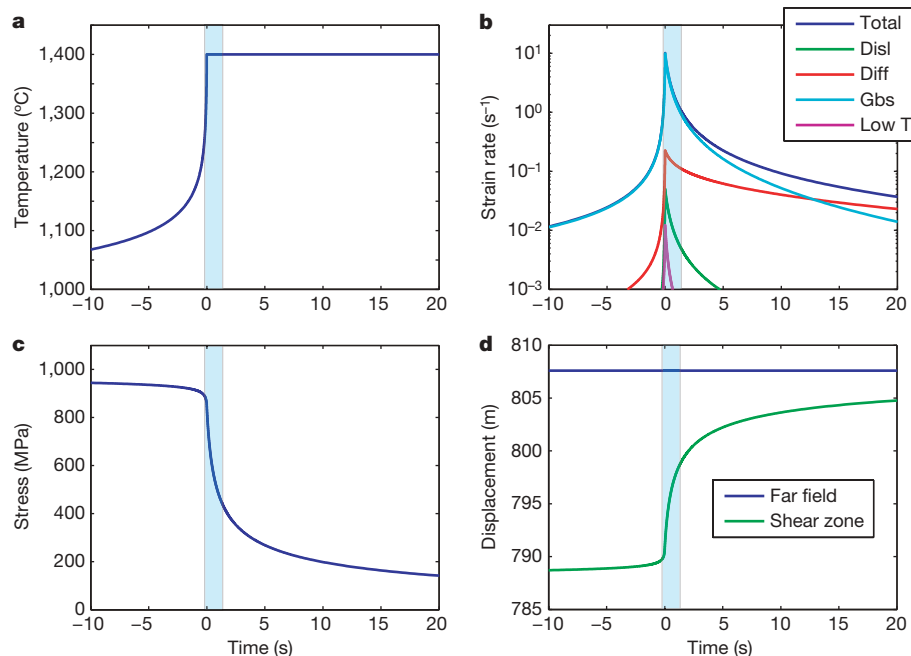 a
Temperature (ºC)
1,400
1,300
1,200
1,100
1,000
−10 −5 0 5 10 15 20
b
Strain rate (s−1)
10¹
10⁰
10⁻¹
10⁻²
10⁻³
−10 −5 0 5 10 15 20
Total
Disl
Diff
Gbs
Low T
c
Stress (MPa)
1,000
800
600
400
200
0
−10 −5 0 5 10 15 20
Time (s)
d
Displacement (m)
810
805
800
795
790
785
−10 −5 0 5 10 15 20
Time (s)
Far field
Shear zone